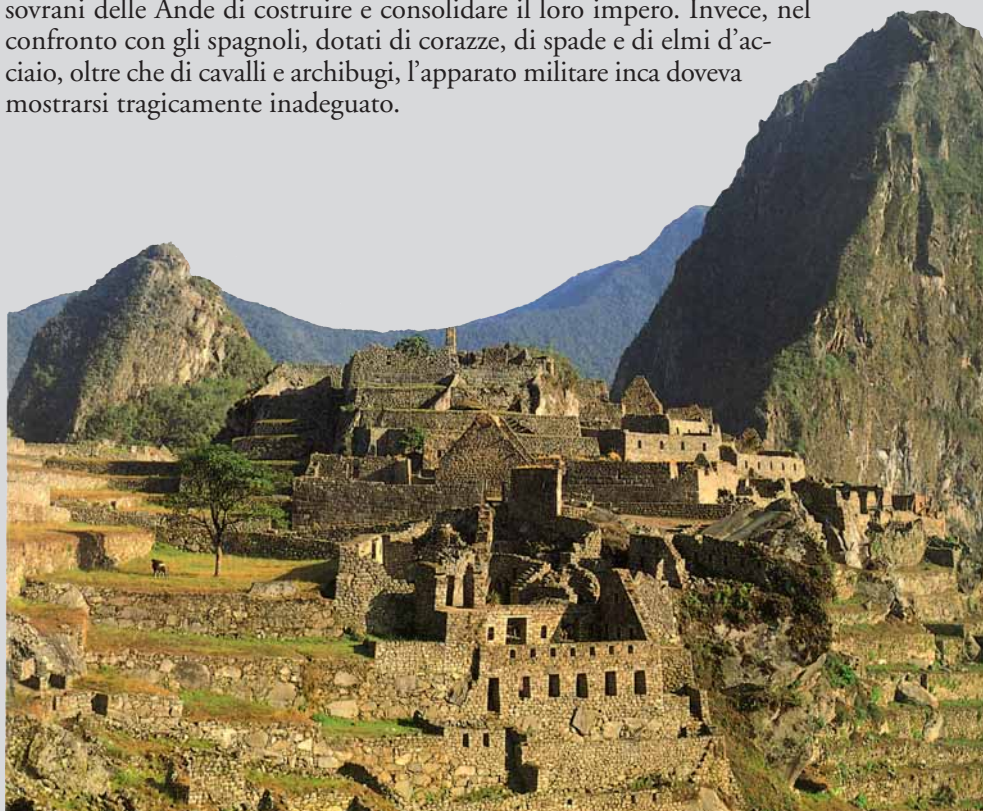 sovrani delle Ande di costruire e consolidare il loro impero. Invece, nel
confronto con gli spagnoli, dotati di corazze, di spade e di elmi d'ac-
ciaio, oltre che di cavalli e archibugi, l'apparato militare inca doveva
mostrarsi tragicamente inadeguato.